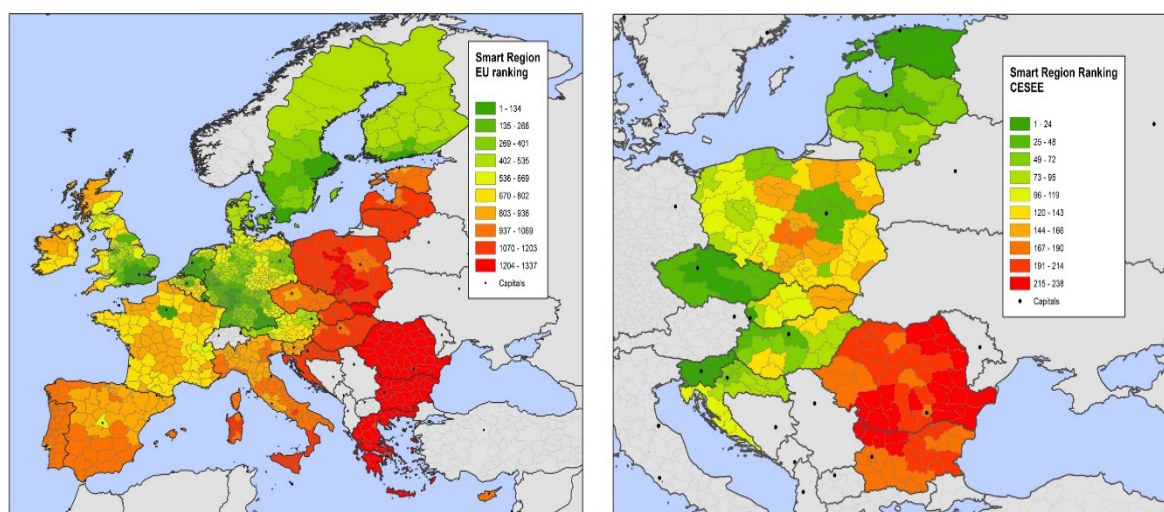 Smart Region
EU ranking
1 - 134
135 - 268
269 - 401
402 - 535
536 - 669
670 - 802
803 - 936
937 - 1069
1070 - 1203
1204 - 1337
Capitals
Smart Region Ranking
CESEE
1 - 24
25 - 48
49 - 72
73 - 95
96 - 119
120 - 143
144 - 166
167 - 190
191 - 214
215 - 238
Capitals